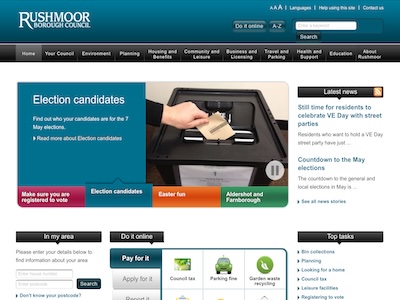 RUSHMOOR
BOROUGH COUNCIL
A A A | Languages | Help using this site | Contact us
Do it online
A-Z
Enter a keyword
Search
Home
Your Council
Environment
Planning
Housing and Benefits
Community and Leisure
Business and Licensing
Travel and Parking
Health and Support
Education
About Rushmoor
Election candidates
Find out who your candidates are for the 7
May elections.
Read more about Election candidates
Make sure you are
registered to vote
Election candidates
Easter fun
Aldershot and
Farnborough
Latest news
Still time for residents to
celebrate VE Day with street
parties
Residents who want to hold a VE Day
street party have just ...
Countdown to the May
elections
The countdown to the general and
local elections in May is ...
See all news stories
In my area
Please enter your details below to
find information about your area
Search
Don't know your postcode?
Do it online
Pay for it
Apply for it
Report it
Council tax
Parking fine
Garden waste
recycling
Top tasks
Bin collections
Planning
Looking for a home
Council tax
Leisure facilities
Registering to vote